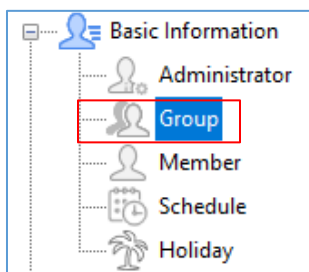 Basic Information
Administrator
Group
Member
Schedule
Holiday